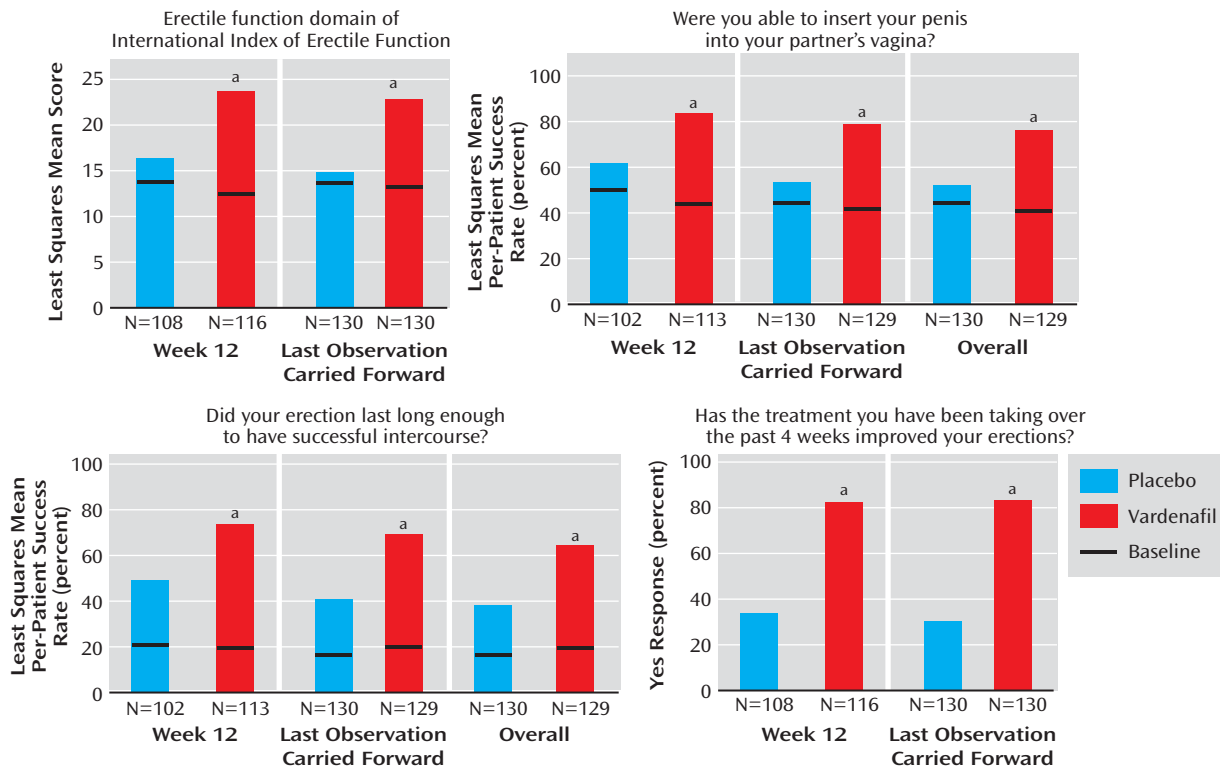 Erectile function domain of
International Index of Erectile Function
Least Squares Mean Score
25
20
15
10
5
0
a
a
N=108
N=116
N=130
N=130
Week 12
Last Observation
Carried Forward
Were you able to insert your penis
into your partner’s vagina?
Least Squares Mean
Per-Patient Success
Rate (percent)
100
80
60
40
20
0
a
a
a
N=102
N=113
N=130
N=129
N=130
N=129
Week 12
Last Observation
Carried Forward
Overall
Did your erection last long enough
to have successful intercourse?
Least Squares Mean
Per-Patient Success
Rate (percent)
100
80
60
40
20
0
a
a
a
N=102
N=113
N=130
N=129
N=130
N=129
Week 12
Last Observation
Carried Forward
Overall
Has the treatment you have been taking over
the past 4 weeks improved your erections?
Yes Response (percent)
100
80
60
40
20
0
a
a
N=108
N=116
N=130
N=130
Week 12
Last Observation
Carried Forward
Placebo
Vardenafil
Baseline